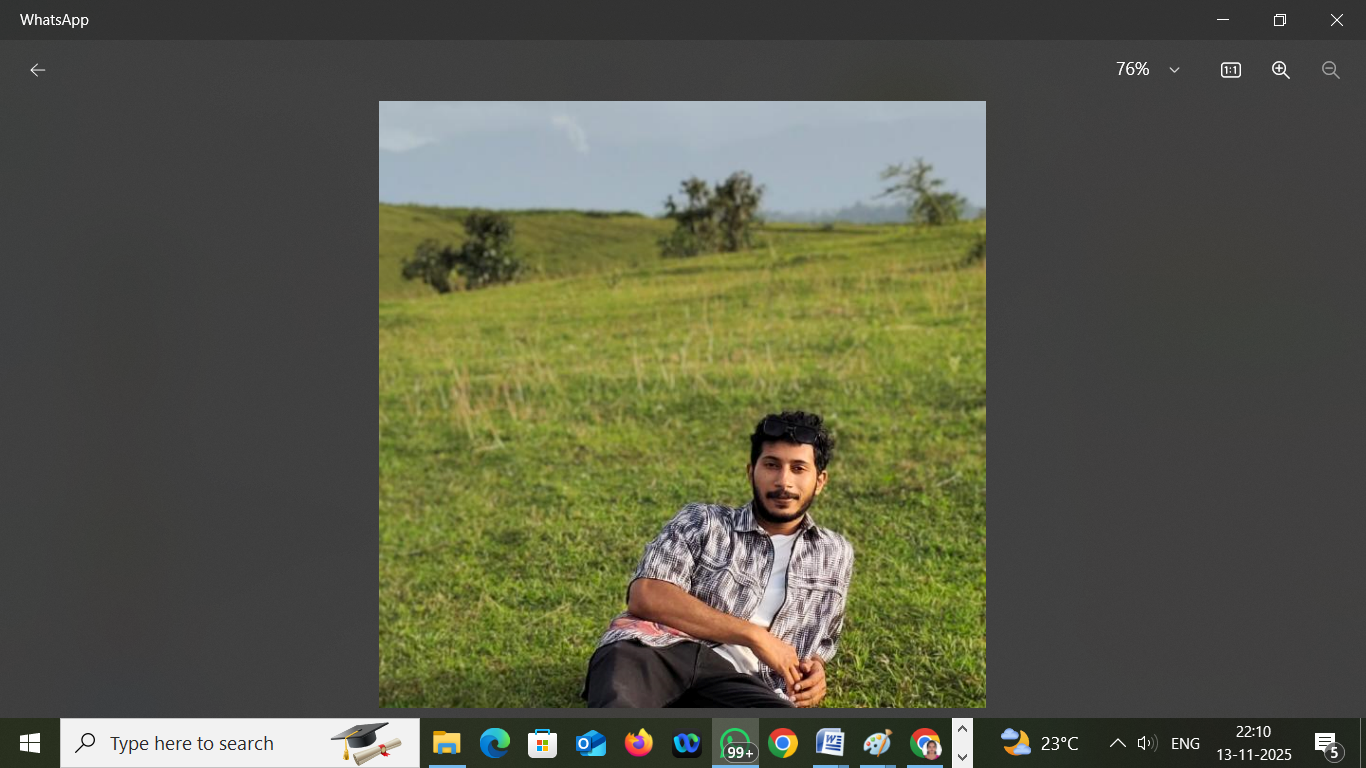 WhatsApp
76%
1:1
Type here to search
99+
23°C
ENG
22:10
13-11-2025
5